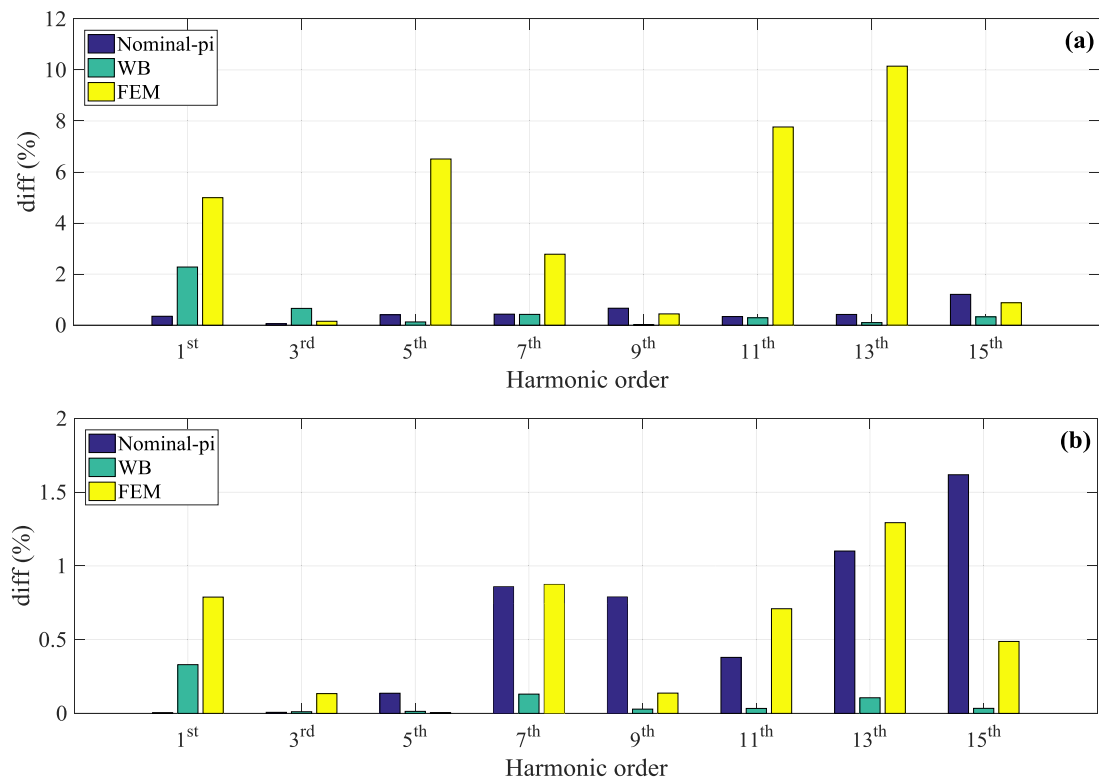 (a)
Nominal-pi
WB
FEM
diff (%)
12
10
8
6
4
2
0
1st 3rd 5th 7th 9th 11th 13th 15th
Harmonic order
(b)
Nominal-pi
WB
FEM
diff (%)
2
1.5
1
0.5
0
1st 3rd 5th 7th 9th 11th 13th 15th
Harmonic order